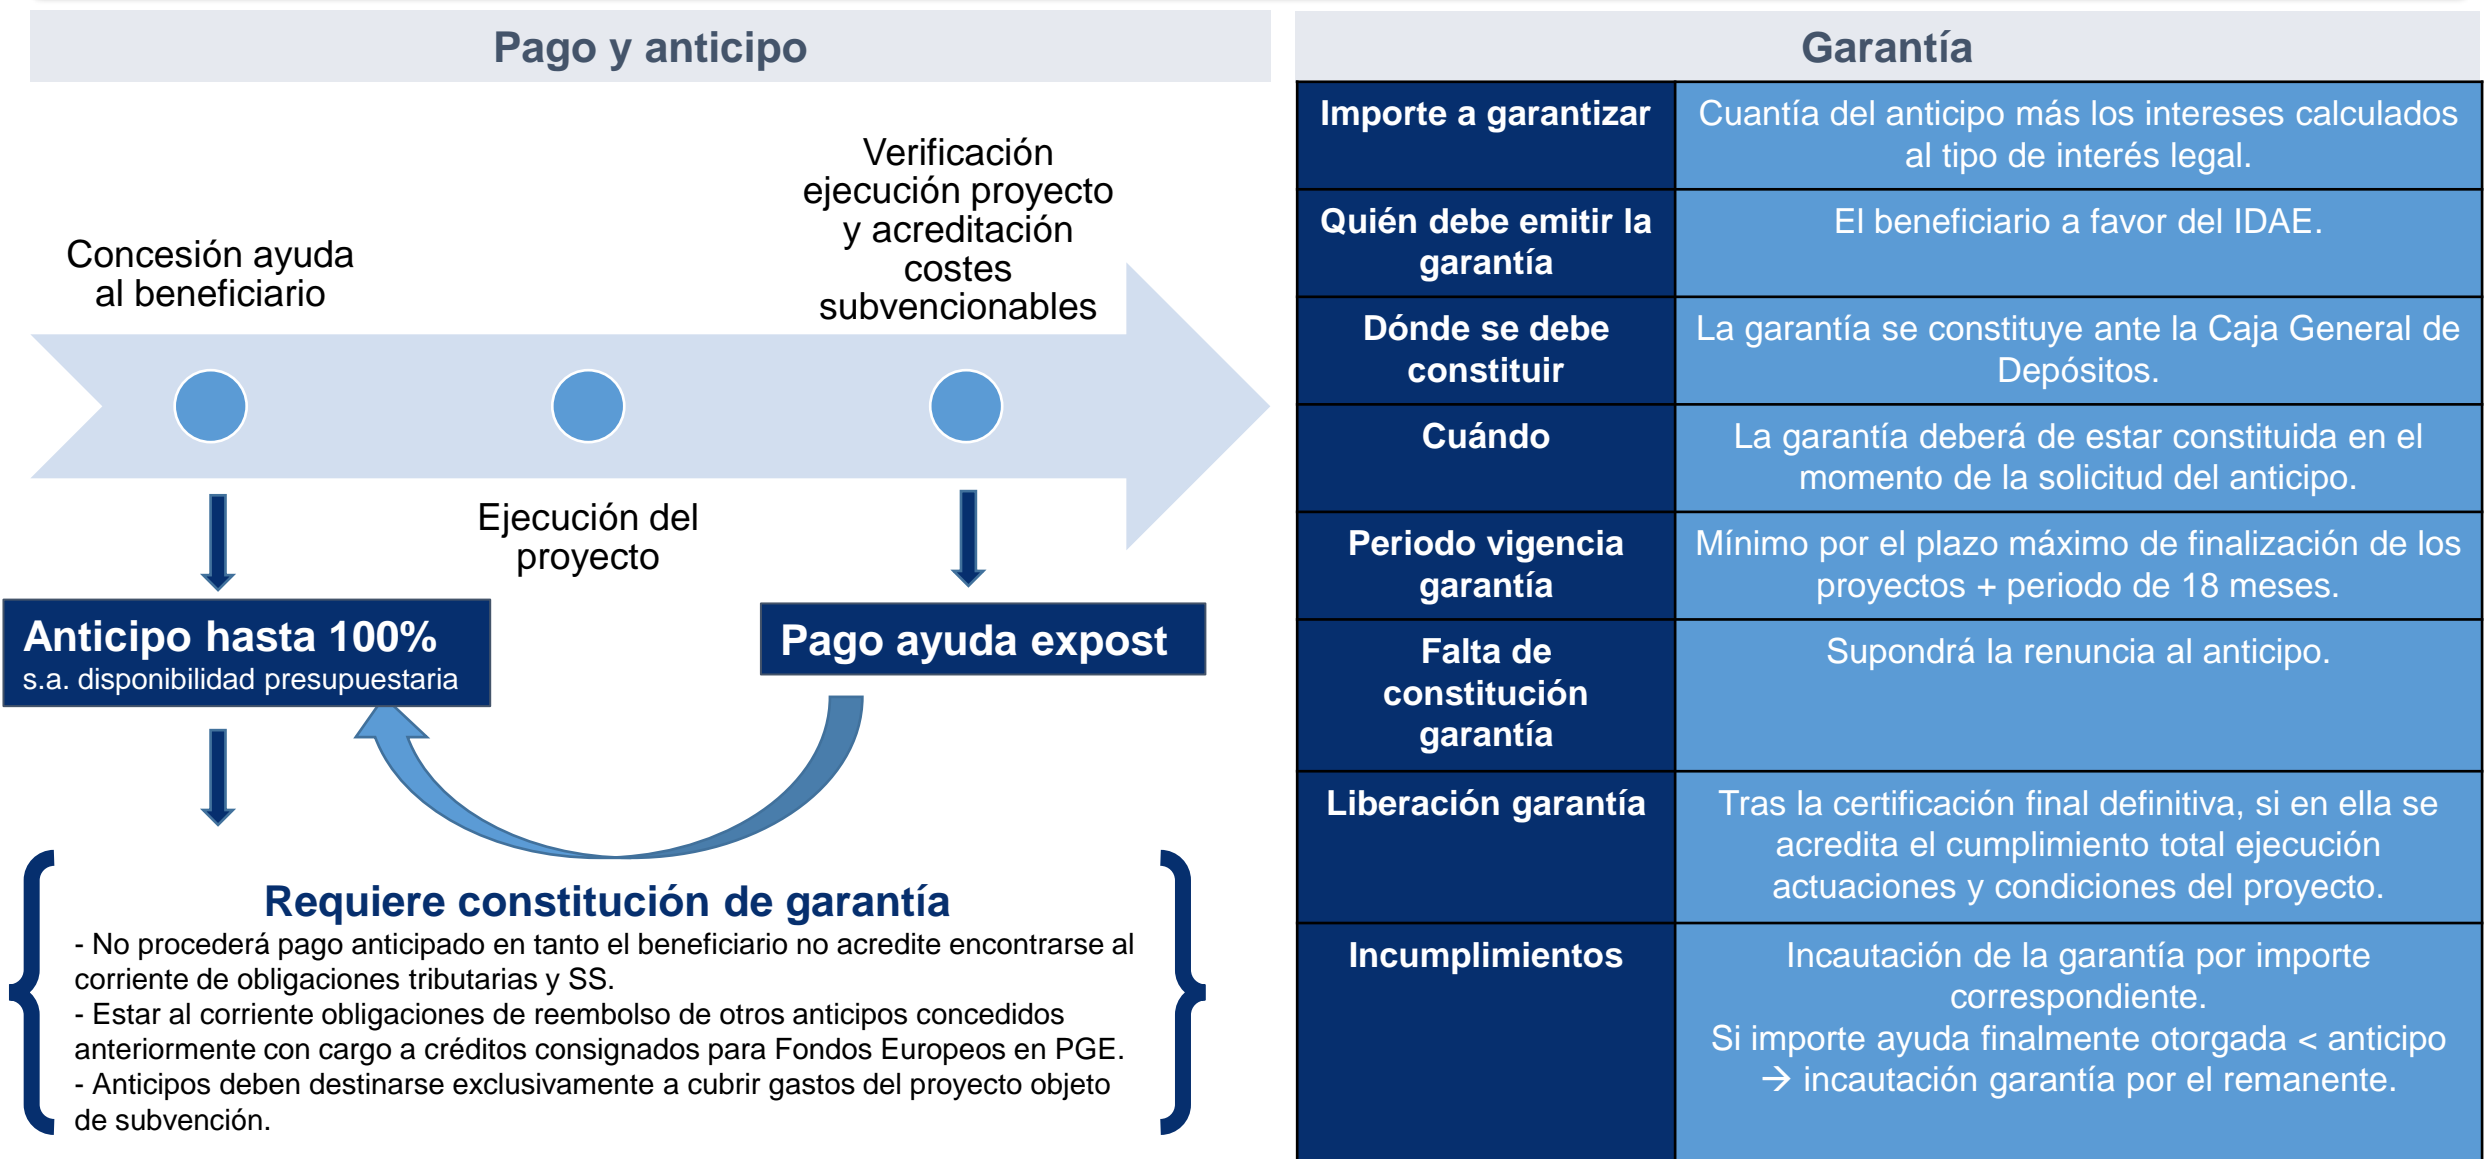 Pago y anticipo
Concesión ayuda
al beneficiario
Verificación
ejecución proyecto
y acreditación
costes
subvencionables
Ejecución del
proyecto
Anticipo hasta 100%
s.a. disponibilidad presupuestaria
Pago ayuda expost
Requiere constitución de garantía
- No procederá pago anticipado en tanto el beneficiario no acredite encontrarse al
corriente de obligaciones tributarias y SS.
- Estar al corriente obligaciones de reembolso de otros anticipos concedidos
anteriormente con cargo a créditos consignados para Fondos Europeos en PGE.
- Anticipos deben destinarse exclusivamente a cubrir gastos del proyecto objeto
de subvención.
Garantía
Importe a garantizar
Cuantía del anticipo más los intereses calculados
al tipo de interés legal.
Quién debe emitir la
garantía
El beneficiario a favor del IDAE.
Dónde se debe
constituir
La garantía se constituye ante la Caja General de
Depósitos.
Cuándo
La garantía deberá de estar constituida en el
momento de la solicitud del anticipo.
Periodo vigencia
garantía
Mínimo por el plazo máximo de finalización de los
proyectos + periodo de 18 meses.
Falta de
constitución
garantía
Supondrá la renuncia al anticipo.
Liberación garantía
Tras la certificación final definitiva, si en ella se
acredita el cumplimiento total ejecución
actuaciones y condiciones del proyecto.
Incumplimientos
Incautación de la garantía por importe
correspondiente.
Si importe ayuda finalmente otorgada < anticipo
→ incautación garantía por el remanente.